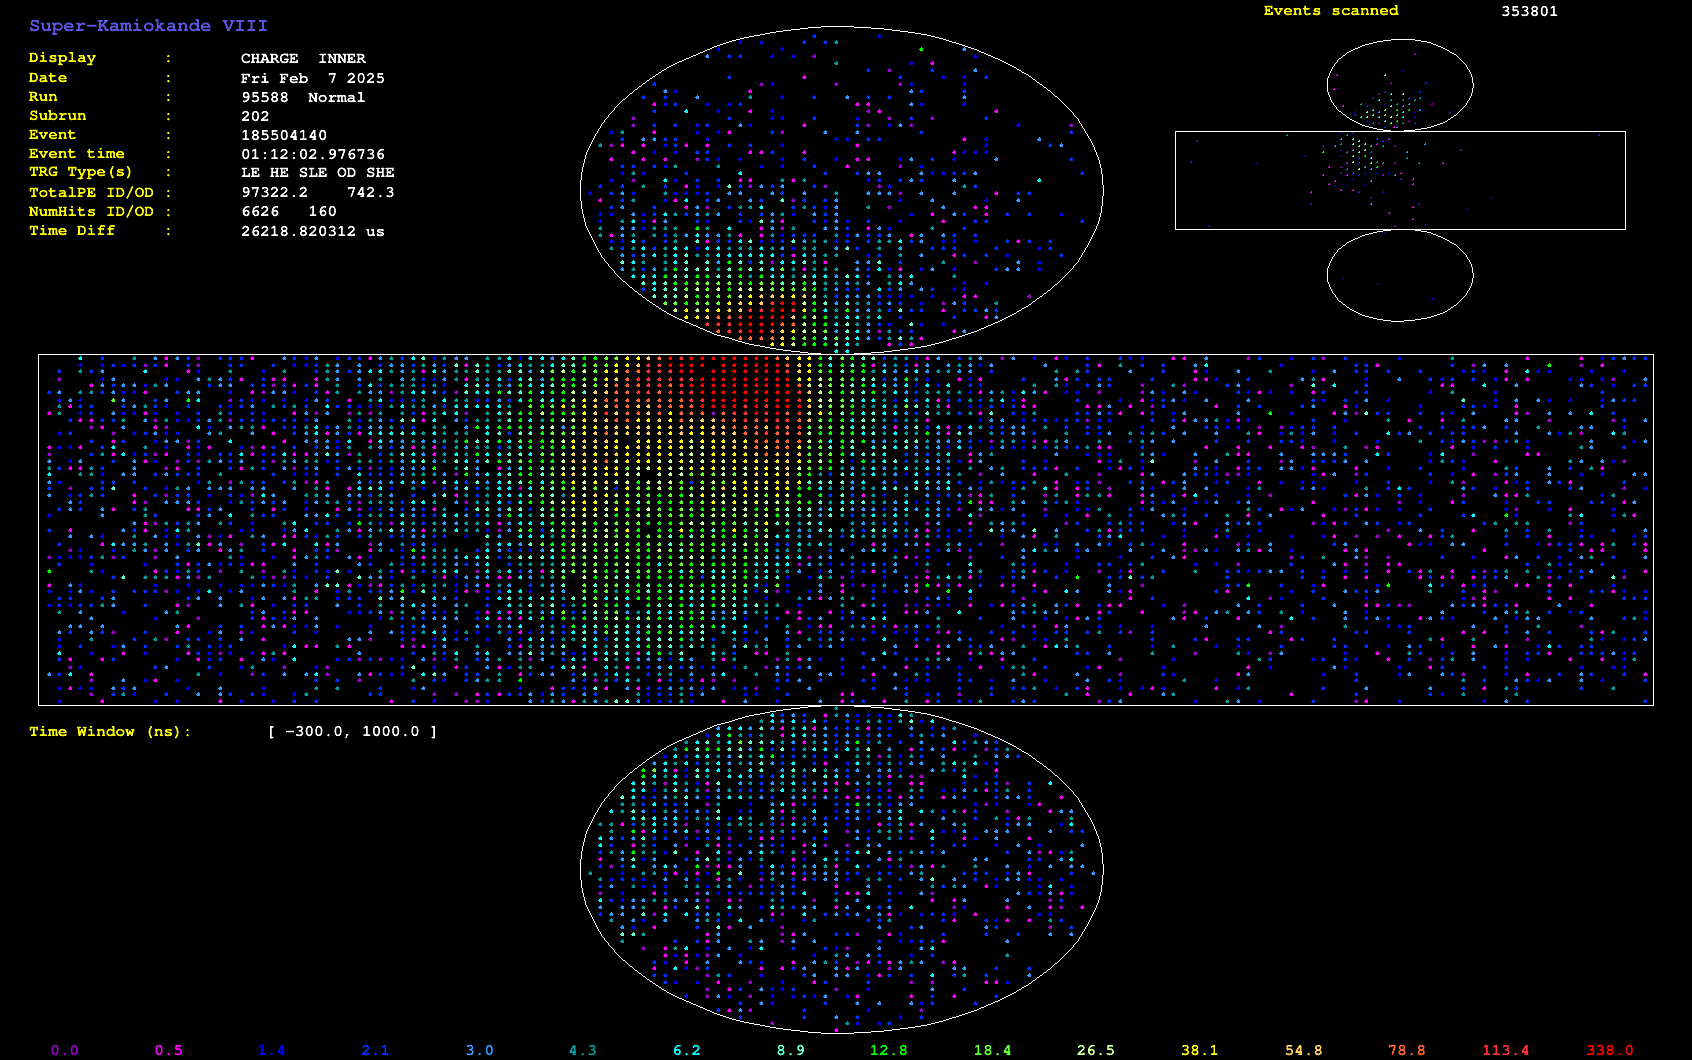 Super-Kamiokande VIII
Events scanned 353801
Display : CHARGE INNER
Date : Fri Feb 7 2025
Run : 95588 Normal
Subrun : 202
Event : 185504140
Event time : 01:12:02.976736
TRG Type(s) : LE HE SLE OD SHE
TotalPE ID/OD : 97322.2 742.3
NumHits ID/OD : 6626 160
Time Diff : 26218.820312 us
Time Window (ns): [ -300.0, 1000.0 ]
0.0 0.5 1.4 2.1 3.0 4.3 6.2 8.9 12.8 18.4 26.5 38.1 54.8 78.8 113.4 338.0